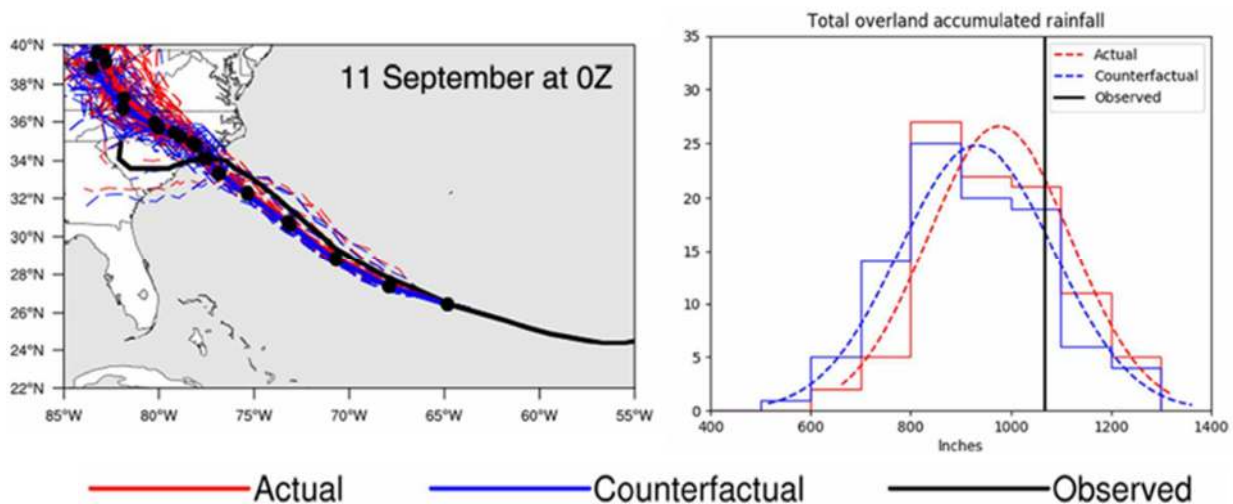 11 September at 0Z
40°N
38°N
36°N
34°N
32°N
30°N
28°N
26°N
24°N
22°N
85°W 80°W 75°W 70°W 65°W 60°W 55°W
Total overland accumulated rainfall
35
30
25
20
15
10
5
0
400 600 800 1000 1200 1400
Inches
Actual
Counterfactual
Observed
Actual Counterfactual Observed